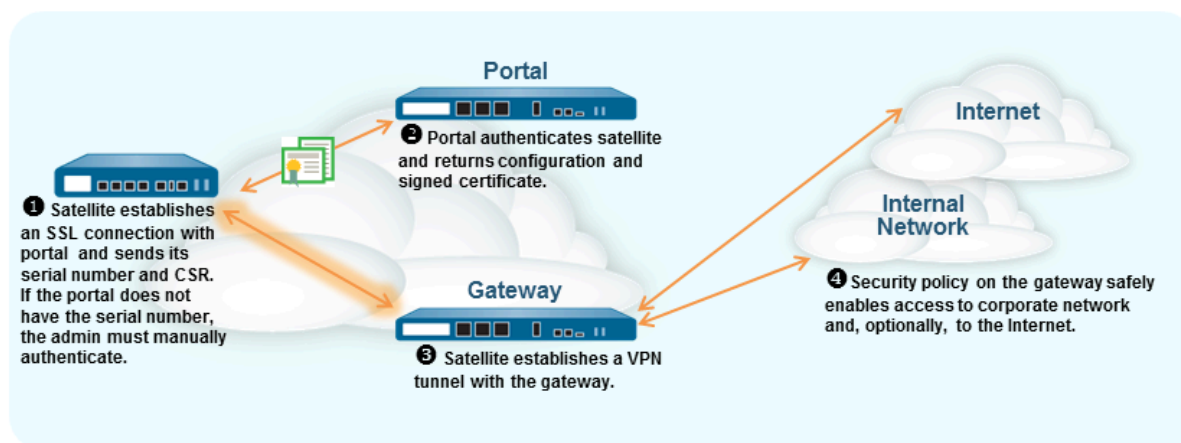 Portal
❷ Portal authenticates satellite
and returns configuration and
signed certificate.
❶ Satellite establishes
an SSL connection with
portal and sends its
serial number and CSR.
If the portal does not
have the serial number,
the admin must manually
authenticate.
Gateway
❸ Satellite establishes a VPN
tunnel with the gateway.
Internet
Internal
Network
❹ Security policy on the gateway safely
enables access to corporate network
and, optionally, to the Internet.